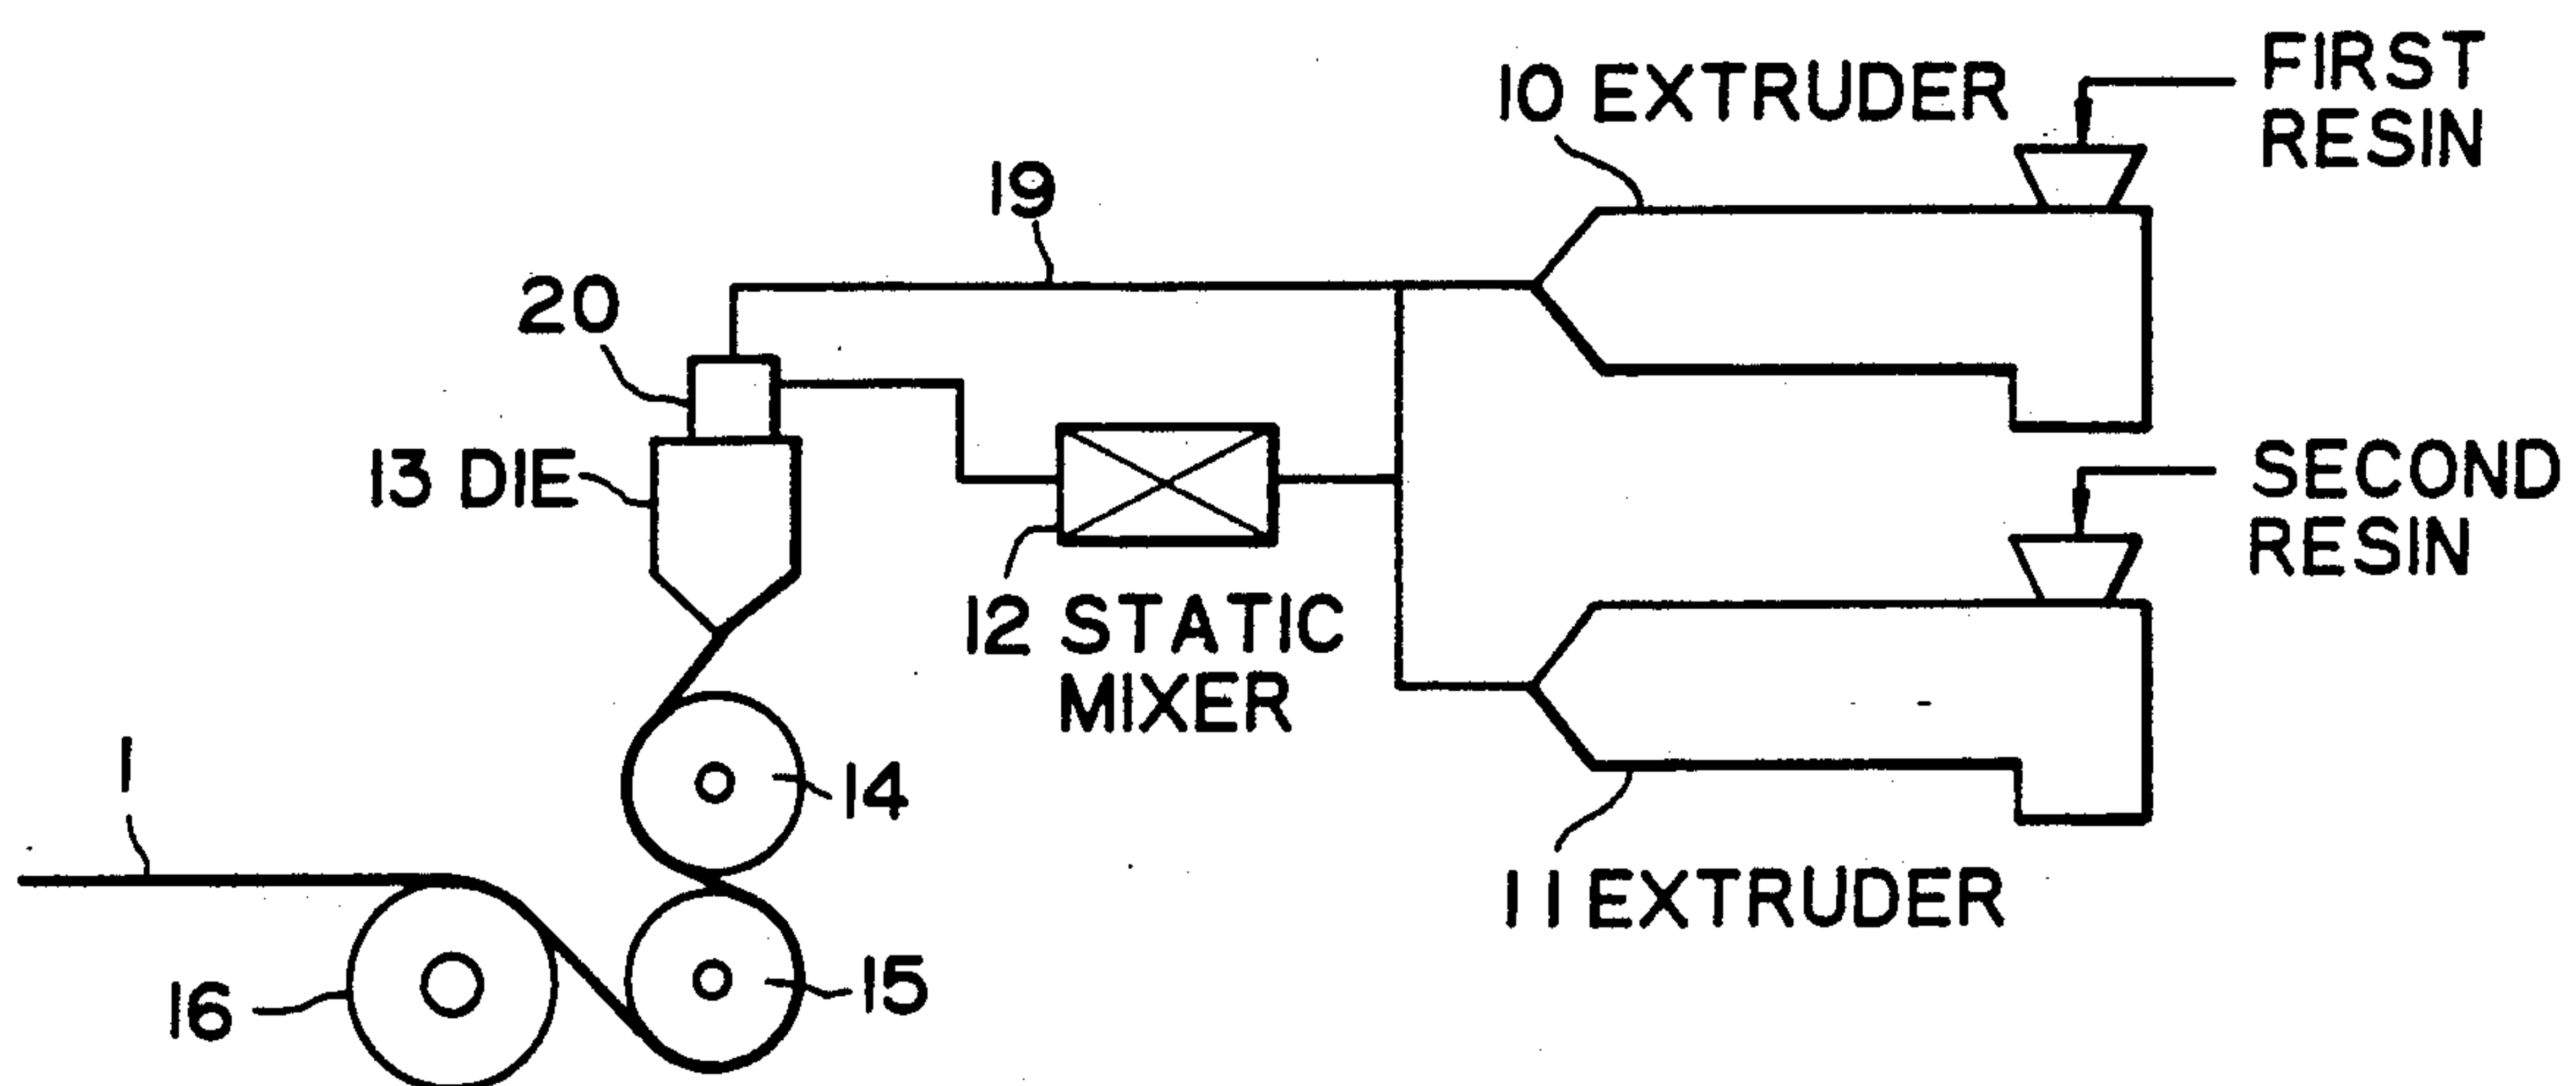 10 EXTRUDER
FIRST
RESIN
19
20
13 DIE
12 STATIC
MIXER
SECOND
RESIN
14
1
11 EXTRUDER
15
16